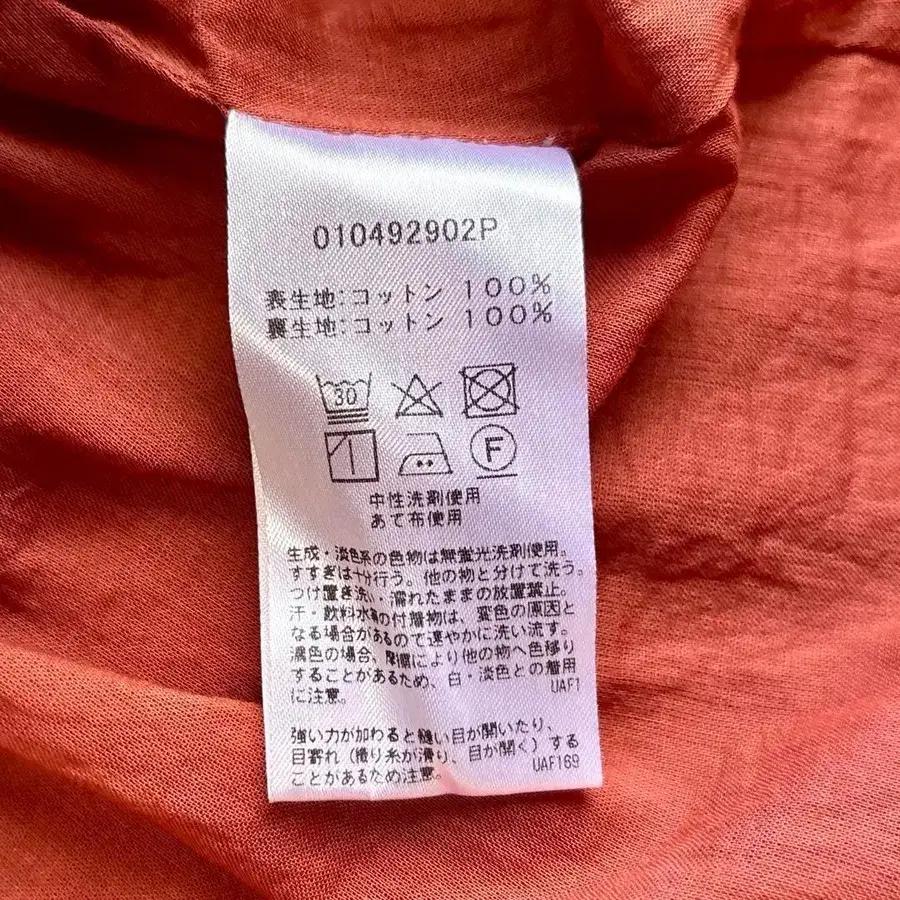 010492902P
表生地:コットン 100%
裏生地:コットン 100%
30
F
中性洗剤使用
あて布使用
生成・淡色系の色物は無蛍光洗剤使用。
すすぎは十分行う。他の物と分けて洗う。
つけ置き洗い・濡れたままの放置禁止。
汗・飲料水等の付着物は、変色の原因と
なる場合があるので速やかに洗い流す。
濃色の場合、摩擦により他の物へ色移り
することがあるため、白・淡色との着用
に注意。
UAF1
強い力が加わると縫い目が開いたり、
目寄れ(織り糸が滑り、目が開く)する
ことがあるため注意。
UAF169